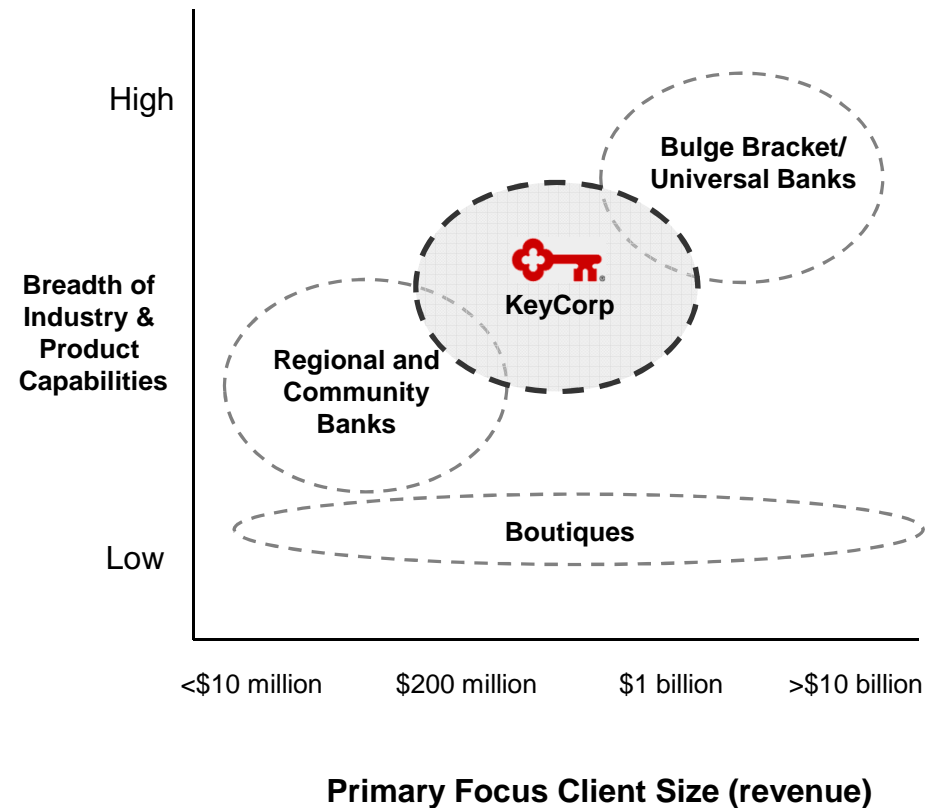 High
Bulge Bracket/
Universal Banks
KeyCorp
Breadth of
Industry &
Product
Capabilities
Regional and
Community
Banks
Boutiques
Low
<$10 million
$200 million
$1 billion
>$10 billion
Primary Focus Client Size (revenue)